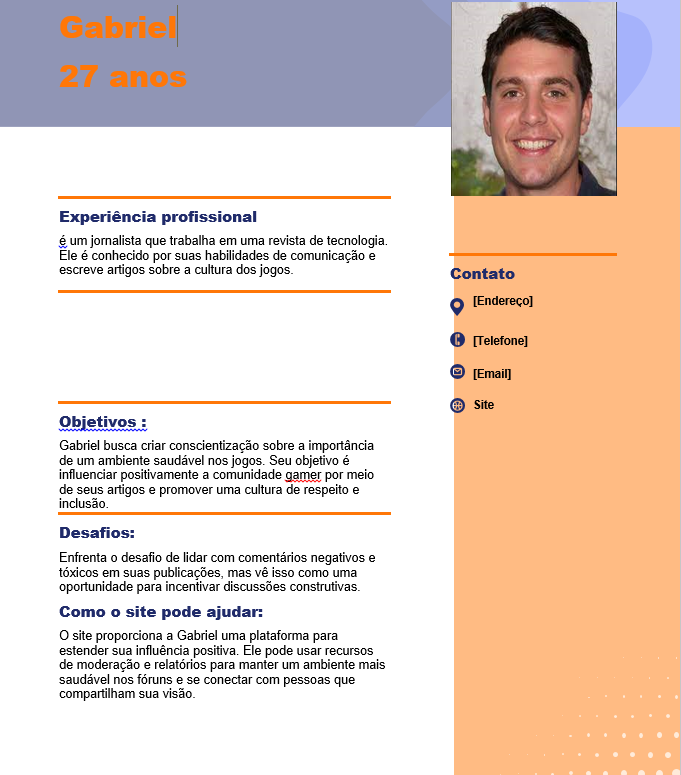 Gabriel
27 anos
Experiência profissional
é um jornalista que trabalha em uma revista de tecnologia.
Ele é conhecido por suas habilidades de comunicação e
escreve artigos sobre a cultura dos jogos.
Objetivos :
Gabriel busca criar conscientização sobre a importância
de um ambiente saudável nos jogos. Seu objetivo é
influenciar positivamente a comunidade gamer por meio
de seus artigos e promover uma cultura de respeito e
inclusão.
Desafios:
Enfrenta o desafio de lidar com comentários negativos e
tóxicos em suas publicações, mas vê isso como uma
oportunidade para incentivar discussões construtivas.
Como o site pode ajudar:
O site proporciona a Gabriel uma plataforma para
estender sua influência positiva. Ele pode usar recursos
de moderação e relatórios para manter um ambiente mais
saudável nos fóruns e se conectar com pessoas que
compartilham sua visão.
Contato
[Endereço]
[Telefone]
[Email]
Site